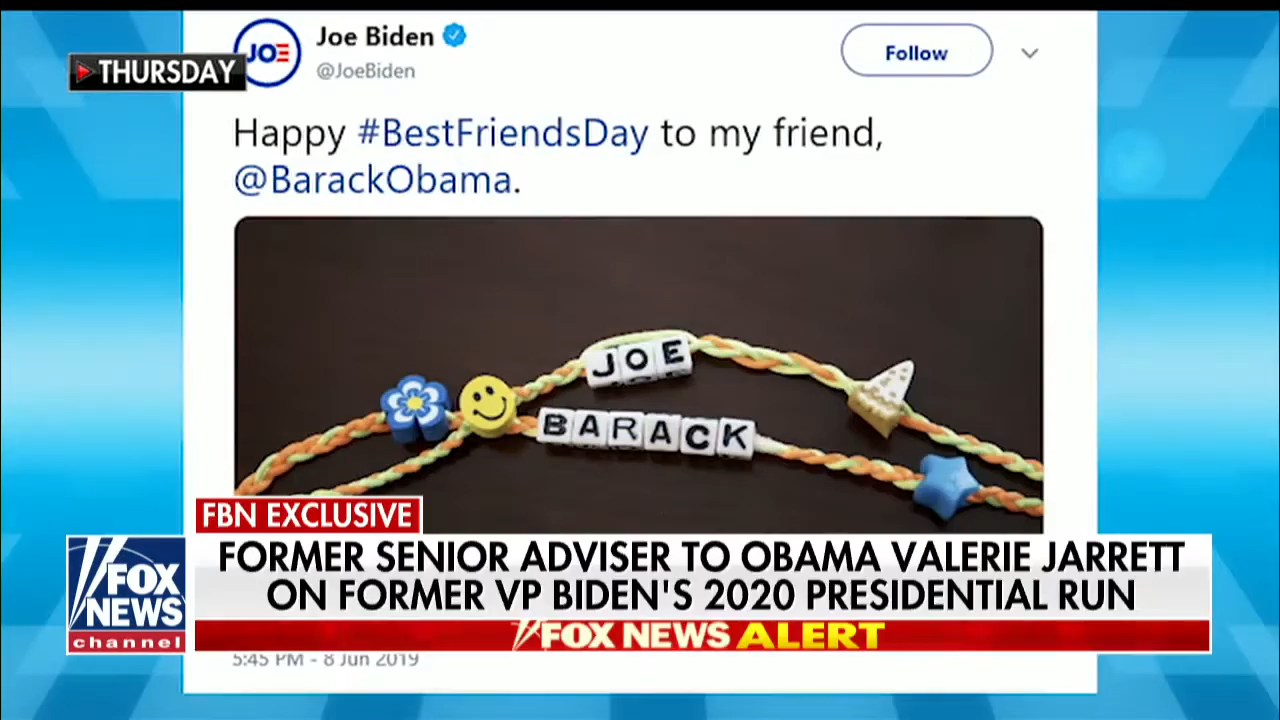 JOE
Joe Biden
@JoeBiden
Follow
THURSDAY
Happy #BestFriendsDay to my friend,
@BarackObama.
JOE
BARACK
FBN EXCLUSIVE
FORMER SENIOR ADVISER TO OBAMA VALERIE JARRETT
ON FORMER VP BIDEN'S 2020 PRESIDENTIAL RUN
FOX
NEWS
channel
FOX NEWS ALERT
5:45 PM - 8 Jun 2019